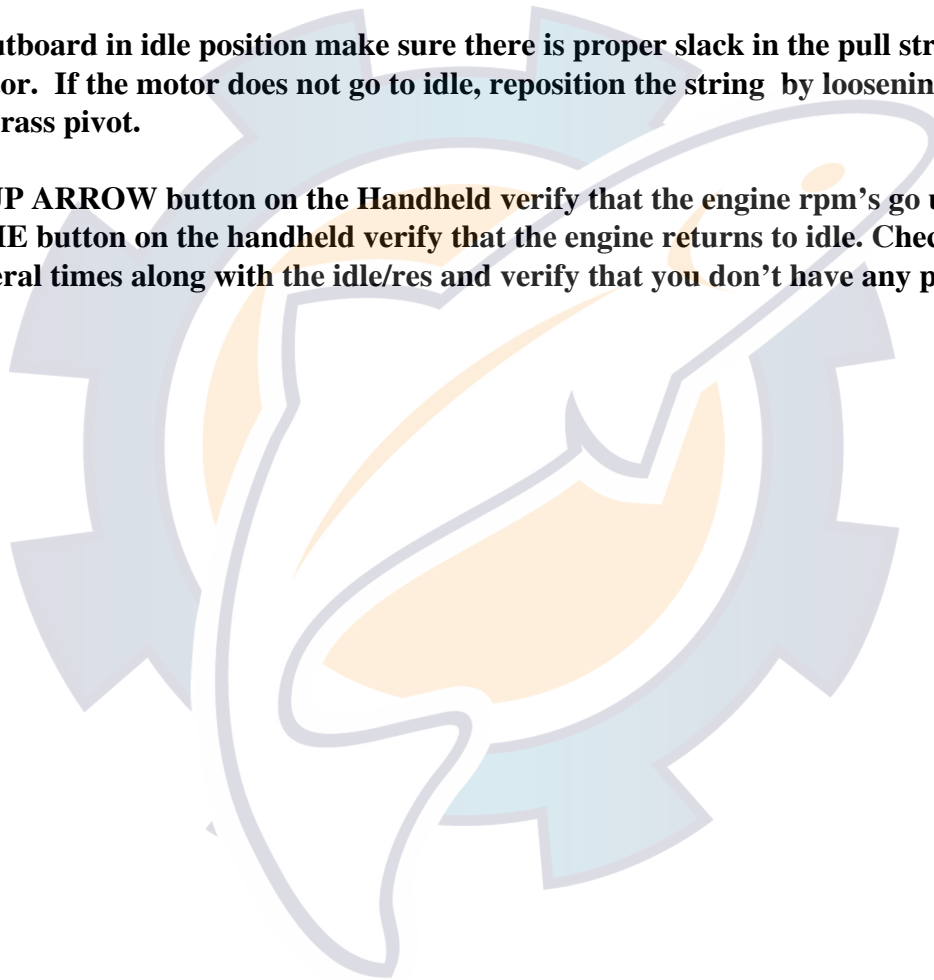 utboard in idle position make sure there is proper slack in the pull str
or. If the motor does not go to idle, reposition the string by loosenin
rass pivot.
UP ARROW button on the Handheld verify that the engine rpm's go u
button on the handheld verify that the engine returns to idle. Chec
eral times along with the idle/res and verify that you don't have any p